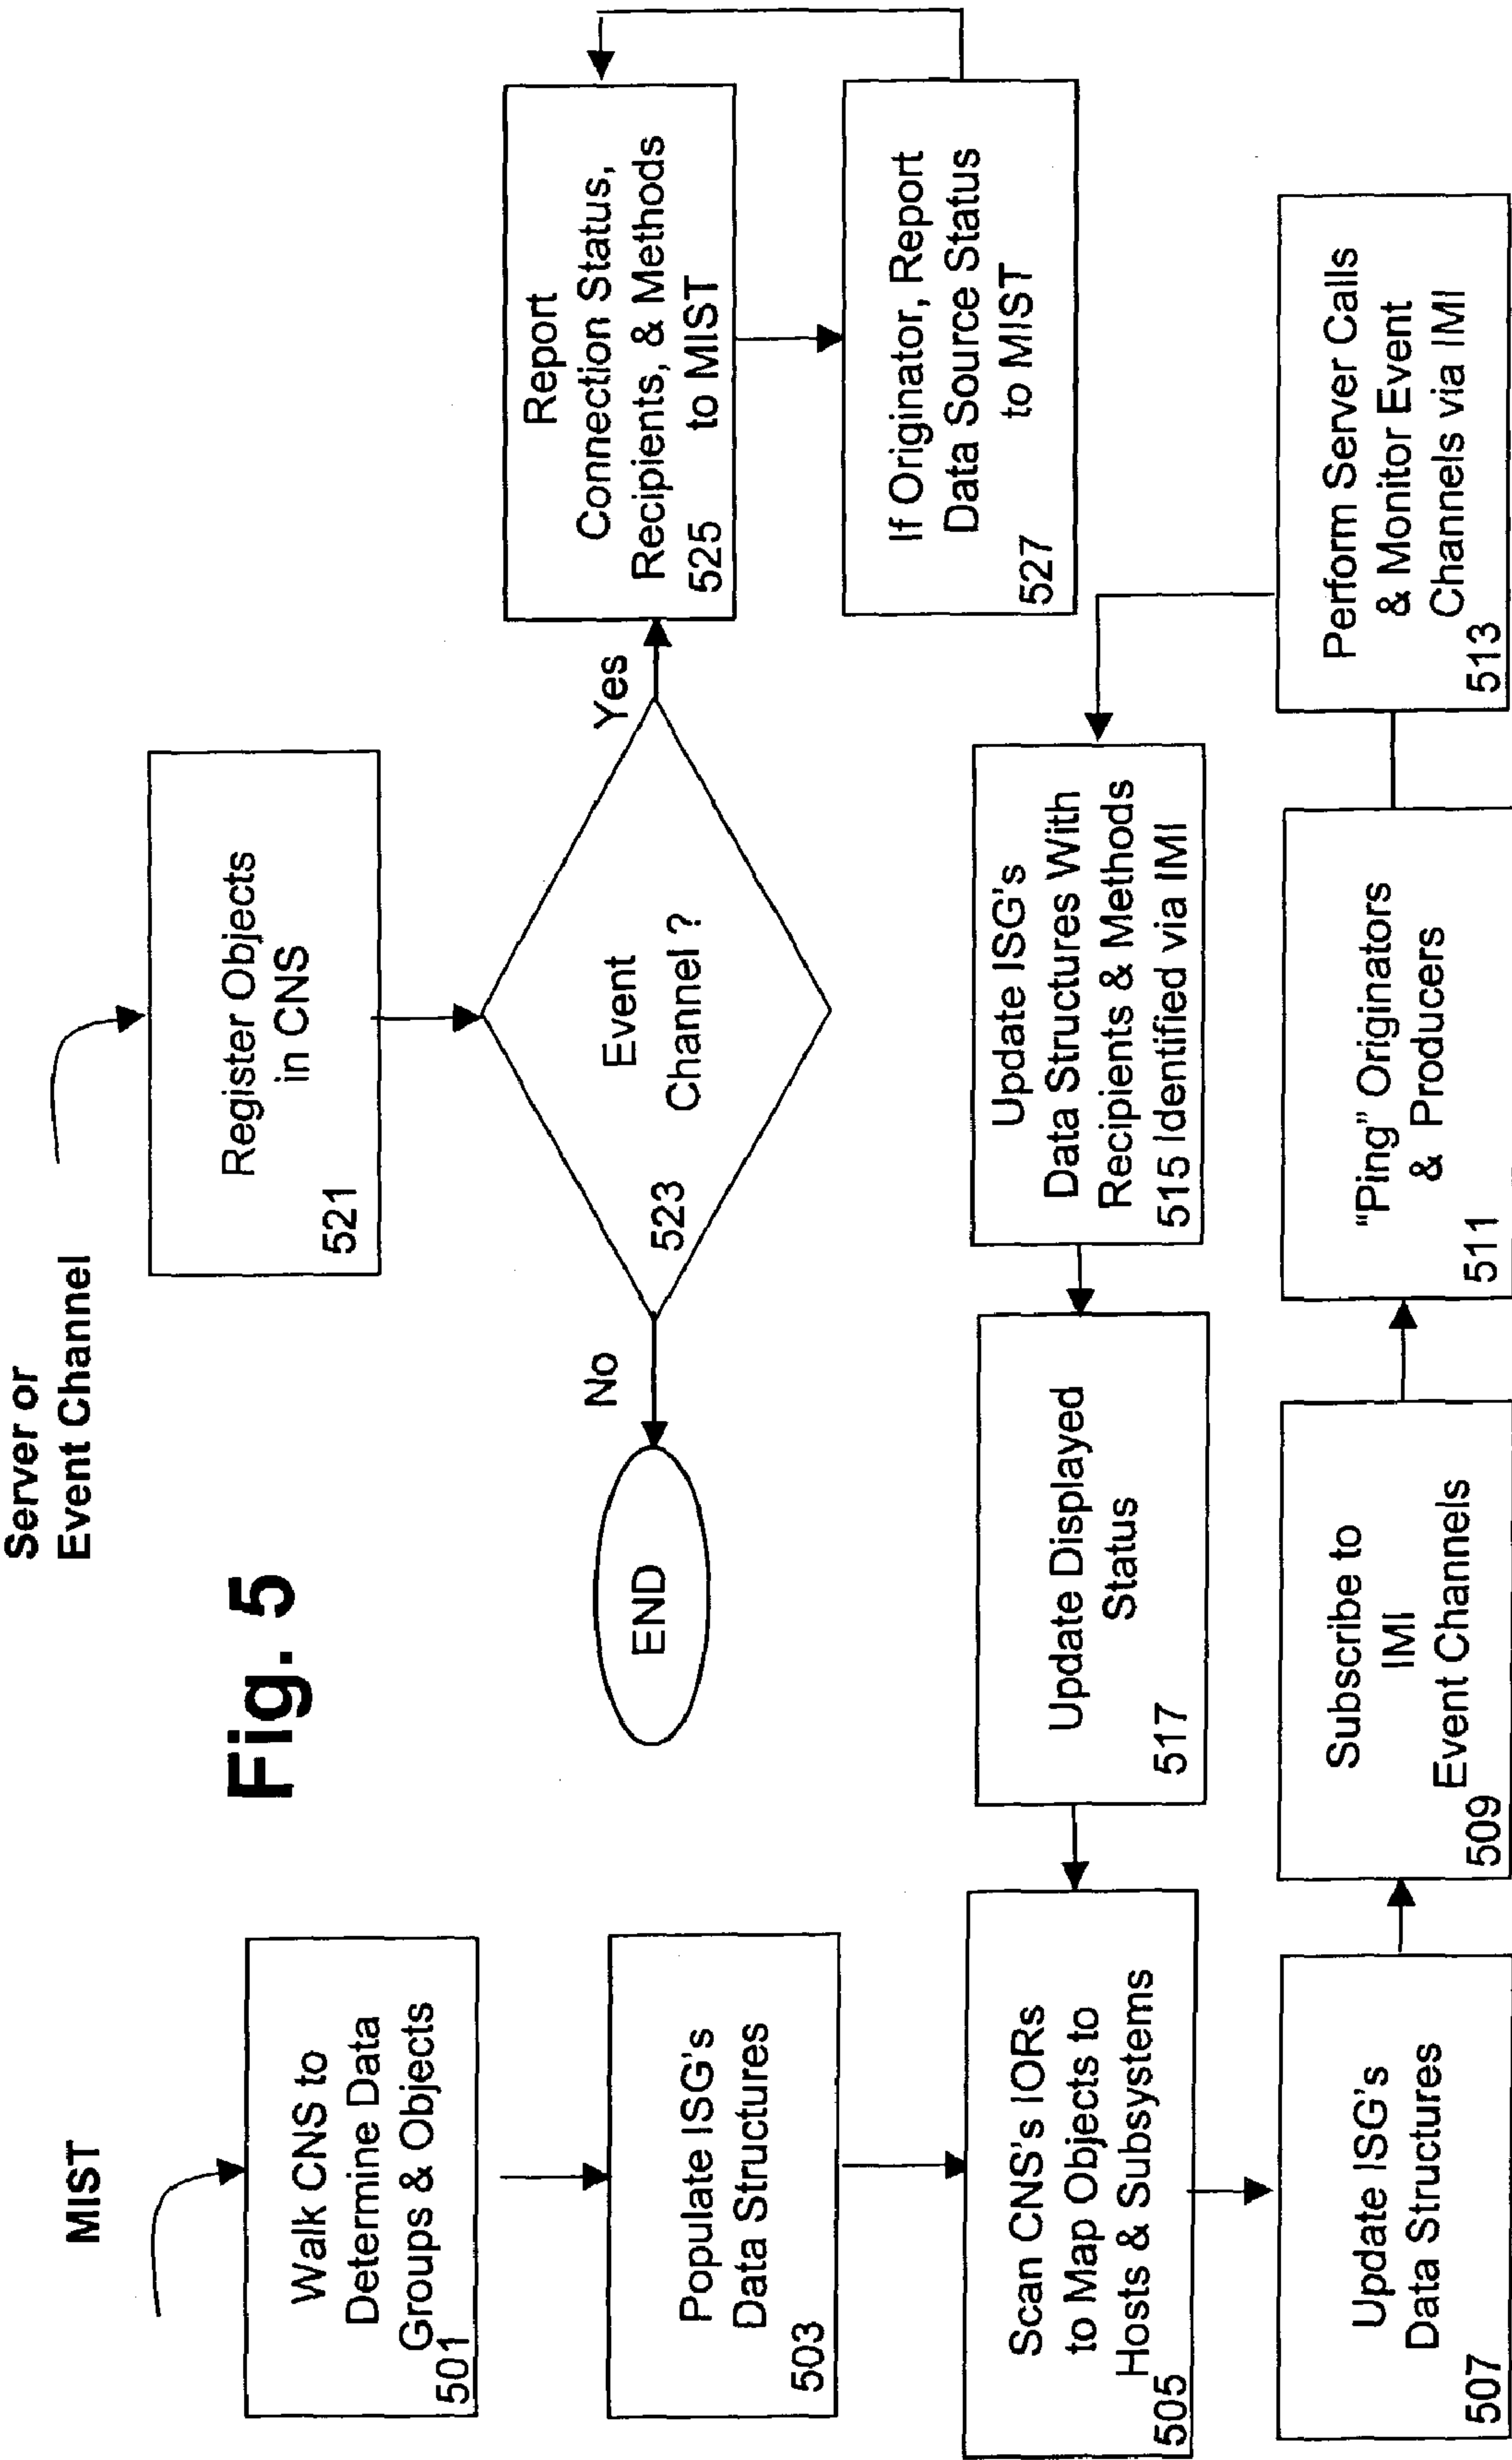 Server or
Event Channel
Fig. 5
MIST
Walk CNS to
Determine Data
Groups & Objects
501
Populate ISG's
Data Structures
503
Scan CNS's IORs
to Map Objects to
Hosts & Subsystems
505
Update ISG's
Data Structures
507
Subscribe to
IMI
Event Channels
509
"Ping" Originators
& Producers
511
Perform Server Calls
& Monitor Event
Channels via IMI
513
Update ISG's
Data Structures With
Recipients & Methods
515 Identified via IMI
Update Displayed
Status
517
Register Objects
in CNS
521
Event
Channel ?
523
No
END
Yes
Report
Connection Status,
Recipients, & Methods
525 to MIST
If Originator, Report
Data Source Status
to MIST
527